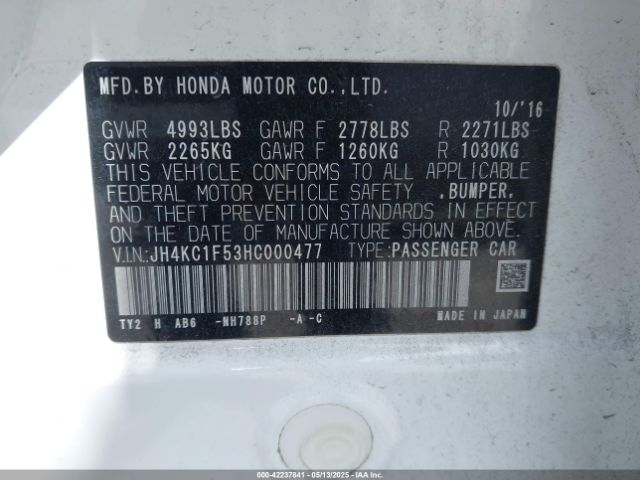 MFD.BY HONDA MOTOR CO.,LTD.
10/'16
GVWR 4993LBS GAWR F 2778LBS R 2271LBS
GVWR 2265KG GAWR F 1260KG R 1030KG
THIS VEHICLE CONFORMS TO ALL APPLICABLE
FEDERAL MOTOR VEHICLE SAFETY ,BUMPER,
AND THEFT PREVENTION STANDARDS IN EFFECT
ON THE DATE OF MANUFACTURE SHOWN ABOVE.
V.I.N.:JH4KC1F53HC000477 TYPE:PASSENGER CAR
TY2 H AB6 -NH788P -A-C
MADE IN JAPAN
000-42237841 - 05/13/2025 - COPYRIGHT IAA, LLC.